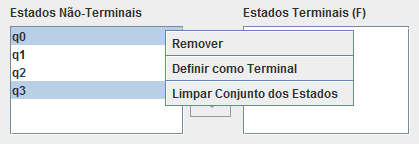 Estados Não-Terminais
Estados Terminais (F)
q0
q1
q2
q3
Remover
Definir como Terminal
Limpar Conjunto dos Estados